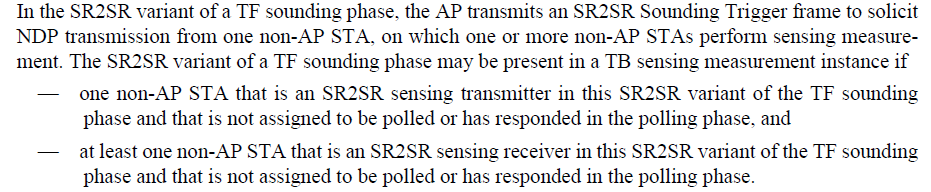 In the SR2SR variant of a TF sounding phase, the AP transmits an SR2SR Sounding Trigger frame to solicit
NDP transmission from one non-AP STA, on which one or more non-AP STAs perform sensing measure-
ment. The SR2SR variant of a TF sounding phase may be present in a TB sensing measurement instance if
— one non-AP STA that is an SR2SR sensing transmitter in this SR2SR variant of the TF sounding
phase and that is not assigned to be polled or has responded in the polling phase, and
— at least one non-AP STA that is an SR2SR sensing receiver in this SR2SR variant of the TF sounding
phase and that is not assigned to be polled or has responded in the polling phase.